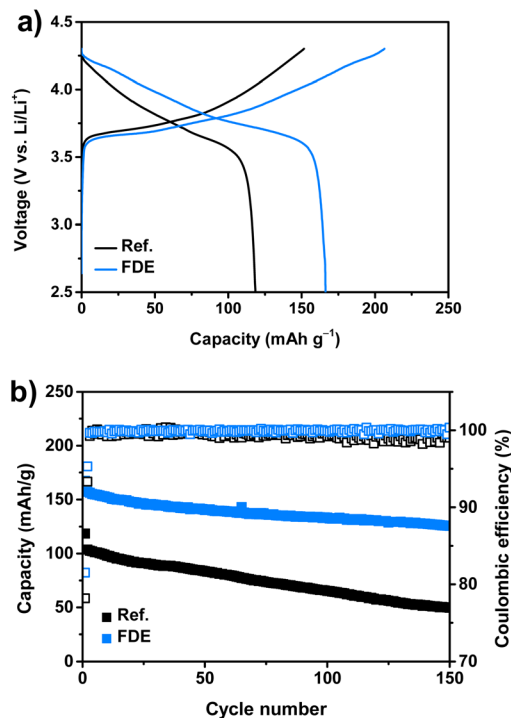 a)
4.5
4.0
3.5
3.0
2.5
Voltage (V vs. Li/Li⁺)
Ref.
FDE
0 50 100 150 200 250
Capacity (mAh g⁻¹)
b)
250
200
150
100
50
0
Capacity (mAh/g)
100
90
80
70
Coulombic efficiency (%)
Ref.
FDE
0 50 100 150
Cycle number